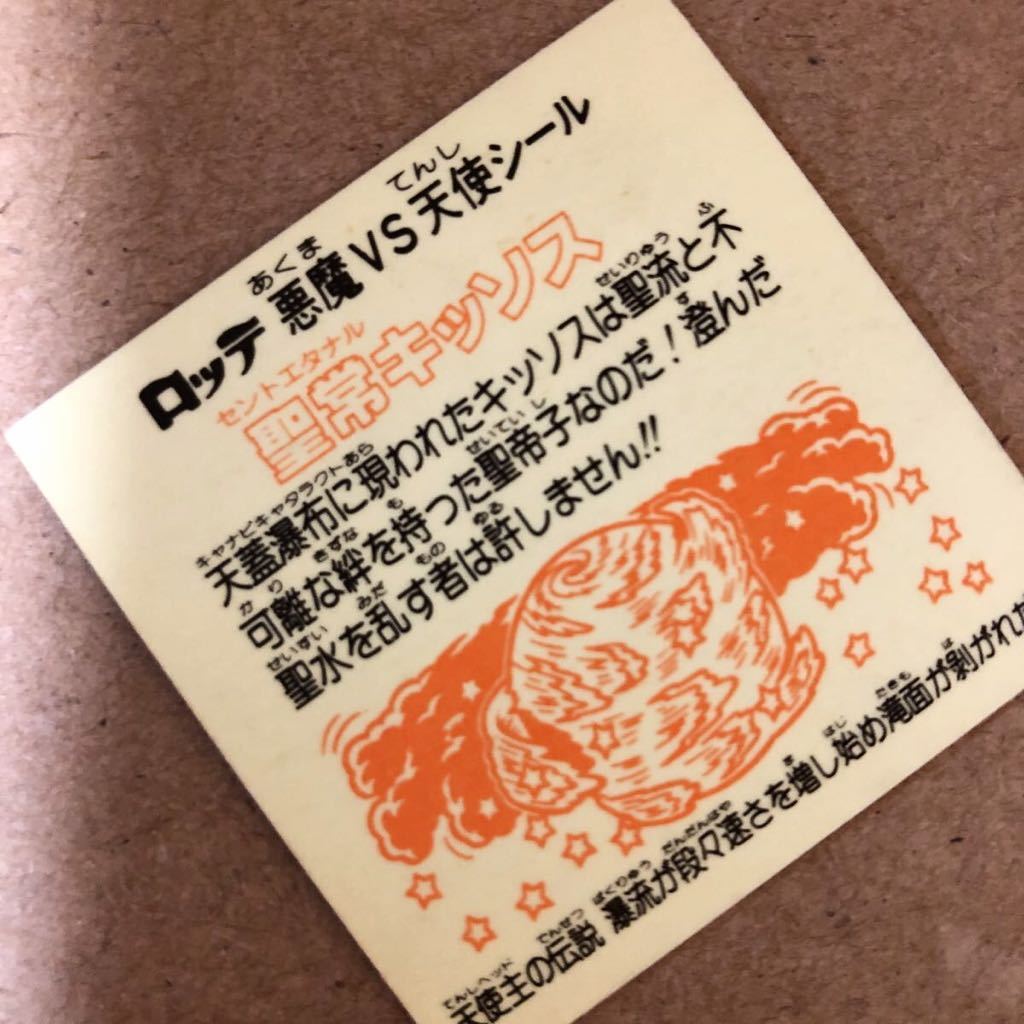 あくま てんし
ロッテ 悪魔VS天使シール
セントエタナル
聖常キッソス
キャナピキャタラクト あら せいりゅう ふ
天蓋瀑布に現われたキッソスは聖流と不
かり きずな も せいていし す
可離な絆を持った聖帝子なのだ!澄んだ
せいすい みだ もの ゆる
聖水を乱す者は許しません!!
てんしヘッド でんせつ ばくりゅう だんだんはや ま はじ たきも は
天使主の伝説 瀑流が段々速さを増し始め滝面が剥がれた